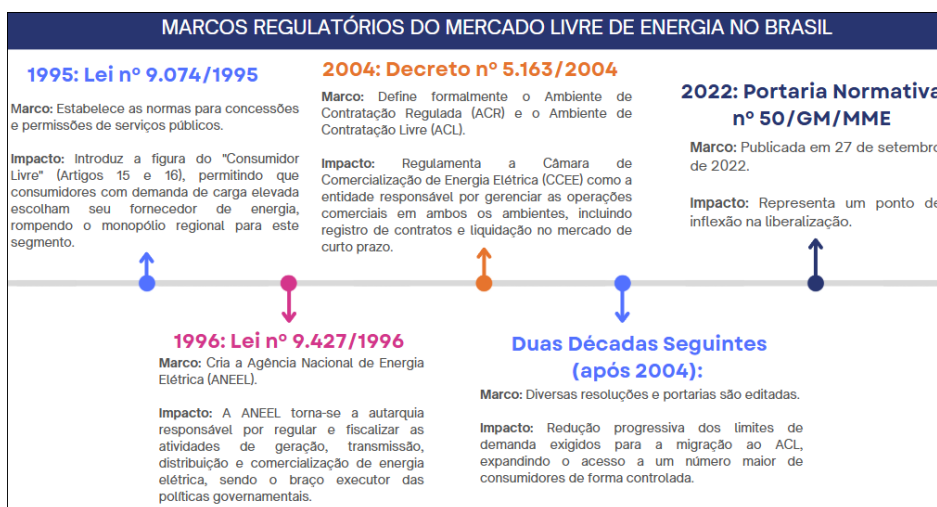 MARCOS REGULATÓRIOS DO MERCADO LIVRE DE ENERGIA NO BRASIL
1995: Lei nº 9.074/1995
Marco: Estabelece as normas para concessões
e permissões de serviços públicos.
Impacto: Introduz a figura do "Consumidor
Livre" (Artigos 15 e 16), permitindo que
consumidores com demanda de carga elevada
escolham seu fornecedor de energia,
rompendo o monopólio regional para este
segmento.
2004: Decreto nº 5.163/2004
Marco: Define formalmente o Ambiente de
Contratação Regulada (ACR) e o Ambiente de
Contratação Livre (ACL).
Impacto: Regulamenta a Câmara de
Comercialização de Energia Elétrica (CCEE) como a
entidade responsável por gerenciar as operações
comerciais em ambos os ambientes, incluindo
registro de contratos e liquidação no mercado de
curto prazo.
2022: Portaria Normativa
nº 50/GM/MME
Marco: Publicada em 27 de setembro
de 2022.
Impacto: Representa um ponto de
inflexão na liberalização.
1996: Lei nº 9.427/1996
Marco: Cria a Agência Nacional de Energia
Elétrica (ANEEL).
Impacto: A ANEEL torna-se a autarquia
responsável por regular e fiscalizar as
atividades de geração, transmissão,
distribuição e comercialização de energia
elétrica, sendo o braço executor das
políticas governamentais.
Duas Décadas Seguintes
(após 2004):
Marco: Diversas resoluções e portarias são editadas.
Impacto: Redução progressiva dos limites de
demanda exigidos para a migração ao ACL,
expandindo o acesso a um número maior de
consumidores de forma controlada.